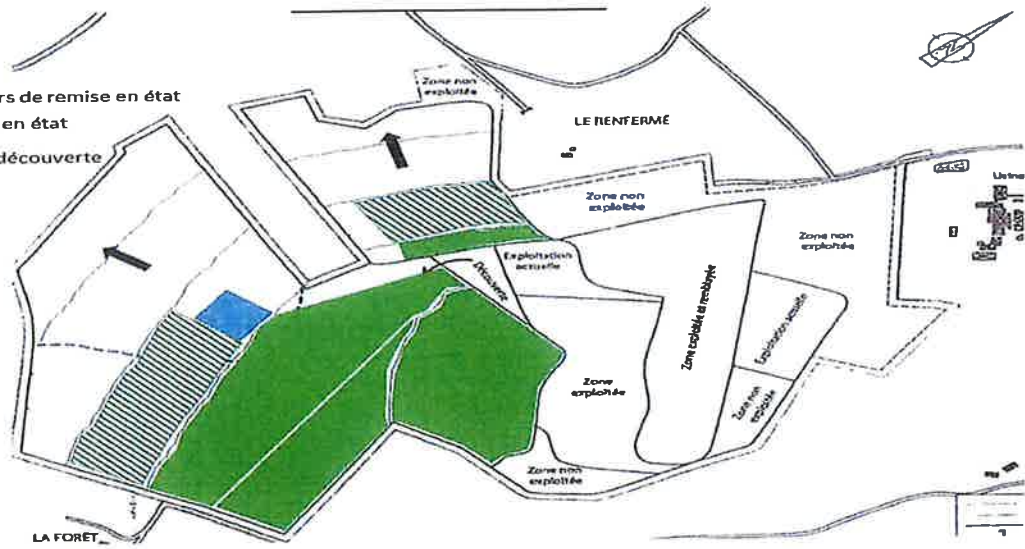 rs de remise en état
en état
découverte
Zone non
exploitée
LE RENFERMÉ
Zone non
exploitée
Usine
Zone non
exploitée
Exploitation
actuelle
Découverte
Zone exploitée et remblayée
Exploitation actuelle
Zone
exploitée
Zone non
exploitée
Zone non
exploitée
LA FORÊT